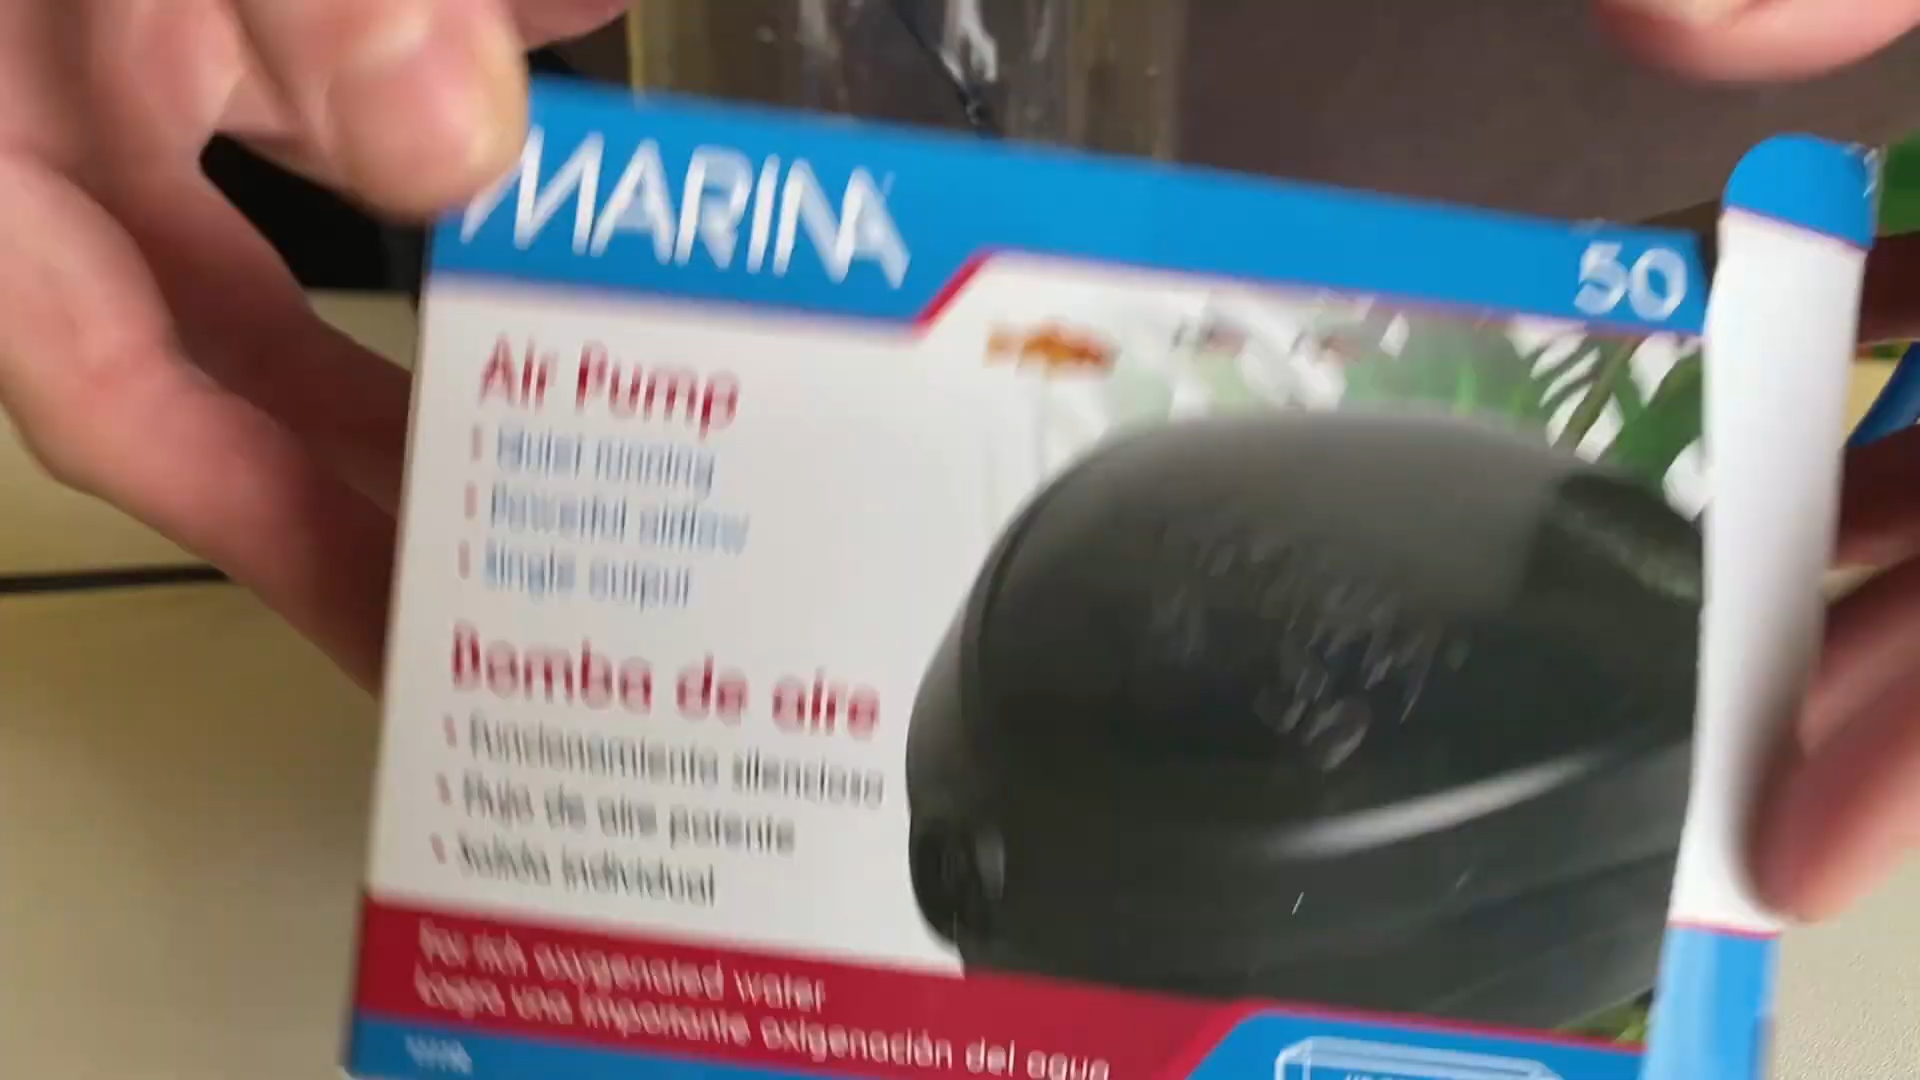 MARINA
50
Air Pump
Quiet running
Powerful airflow
Single output
Bomba de aire
Funcionamiento silencioso
Flujo de aire potente
Salida individual
For rich oxygenated water
Logra una importante oxigenación del agua